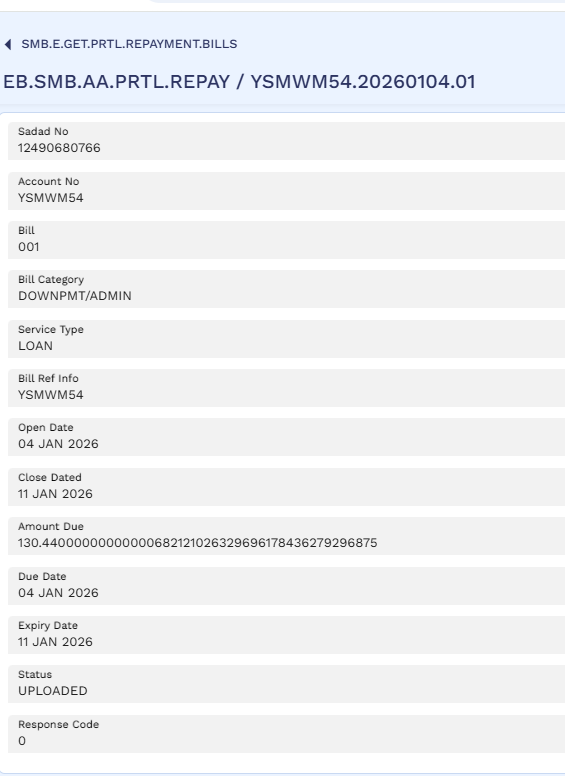 SMB.E.GET.PRTL.REPAYMENT.BILLS
EB.SMB.AA.PRTL.REPAY / YSMWM54.20260104.01
Sadad No
12490680766
Account No
YSMWM54
Bill
001
Bill Category
DOWNPMT/ADMIN
Service Type
LOAN
Bill Ref Info
YSMWM54
Open Date
04 JAN 2026
Close Dated
11 JAN 2026
Amount Due
130.44000000000000682121026329696178436279296875
Due Date
04 JAN 2026
Expiry Date
11 JAN 2026
Status
UPLOADED
Response Code
0